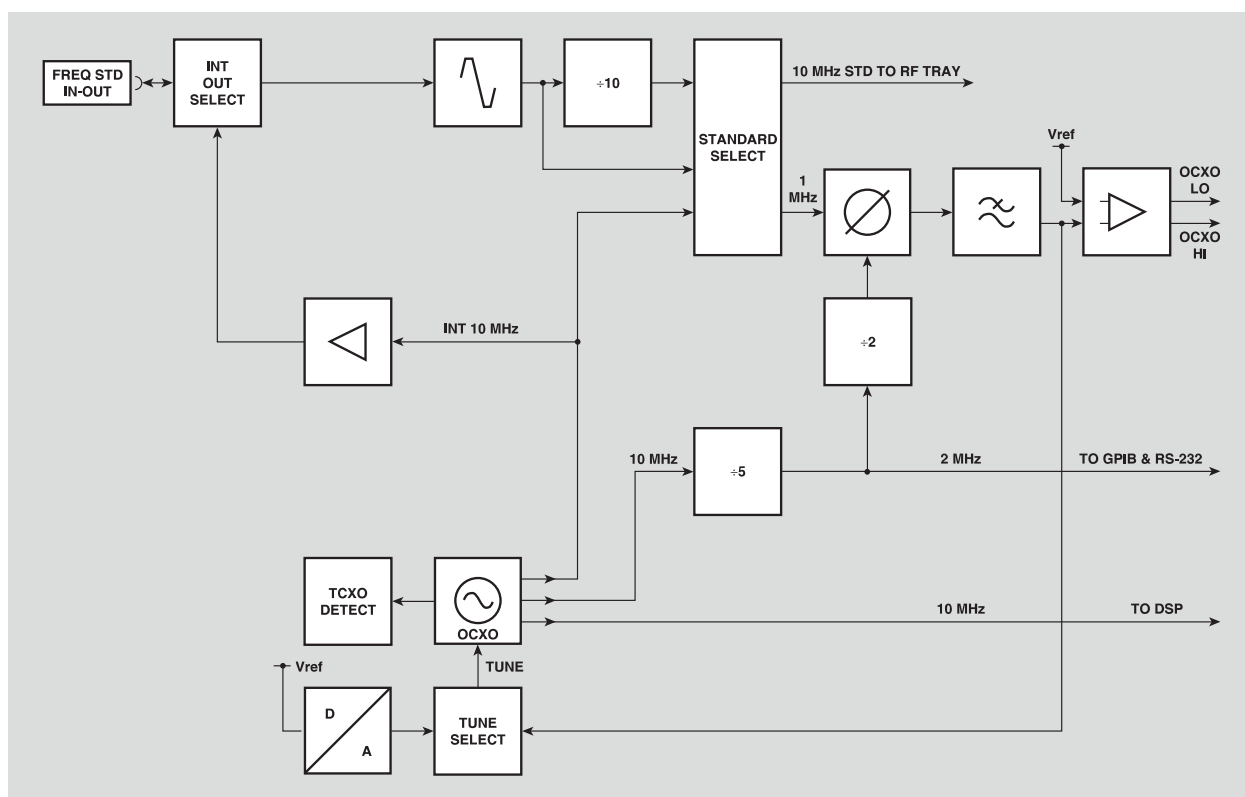 FREQ STD
IN-OUT
INT
OUT
SELECT
÷10
STANDARD
SELECT
10 MHz STD TO RF TRAY
1
MHz
Vref
OCXO
LO
OCXO
HI
INT 10 MHz
÷2
10 MHz
÷5
2 MHz
TO GPIB & RS-232
TCXO
DETECT
OCXO
10 MHz
TO DSP
TUNE
Vref
D
A
TUNE
SELECT